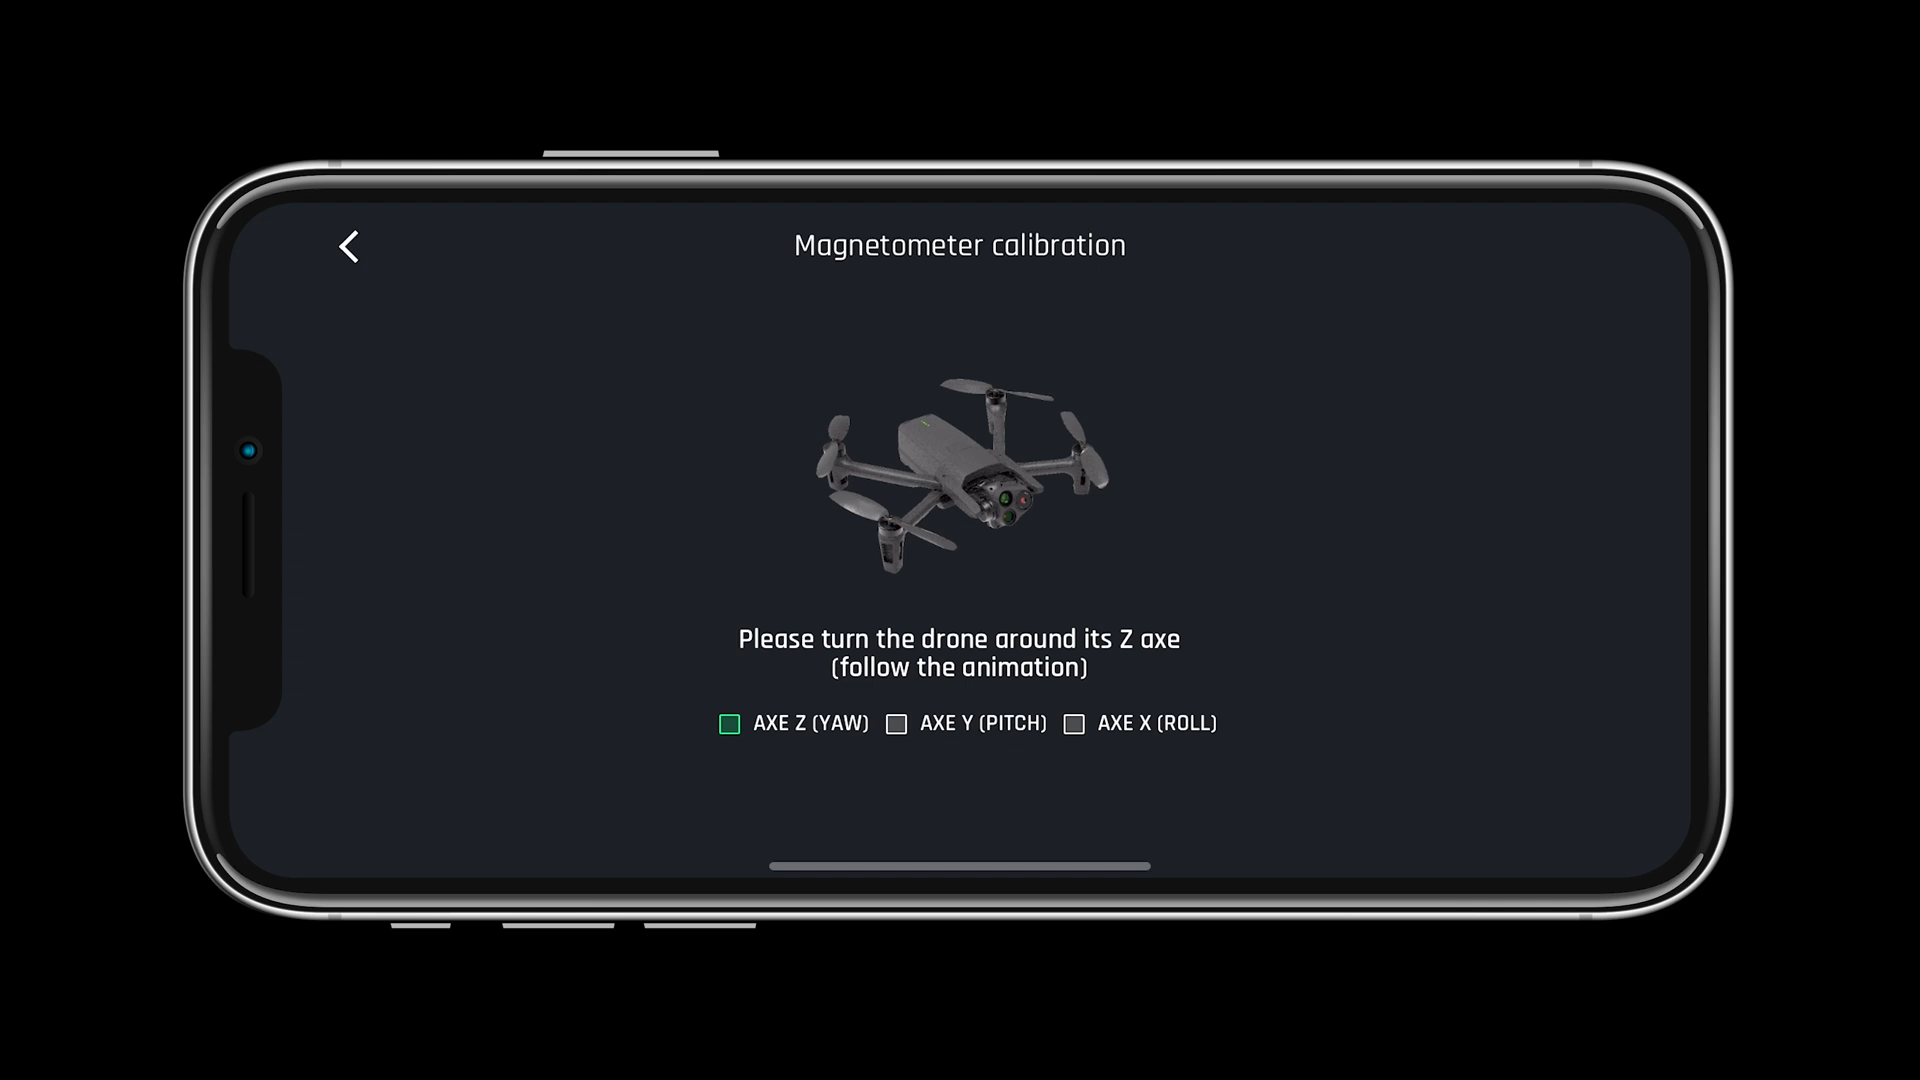 Magnetometer calibration
Please turn the drone around its Z axe
(follow the animation)
AXE Z (YAW) AXE Y (PITCH) AXE X (ROLL)